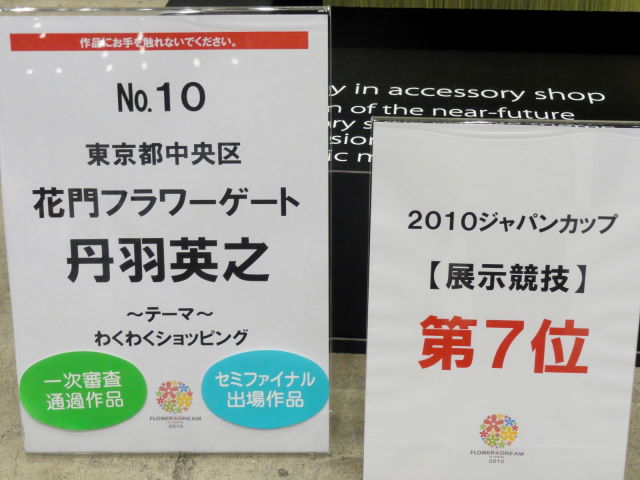 作品にお手を触れないでください。
No.10
東京都中央区
花門フラワーゲート
丹羽英之
～テーマ～
わくわくショッピング
一次審査
通過作品
セミファイナル
出場作品
FLOWER DREAM
2010
y in accessory shop
n of the near-future
2010ジャパンカップ
【展示競技】
第7位
FLOWER DREAM
2010